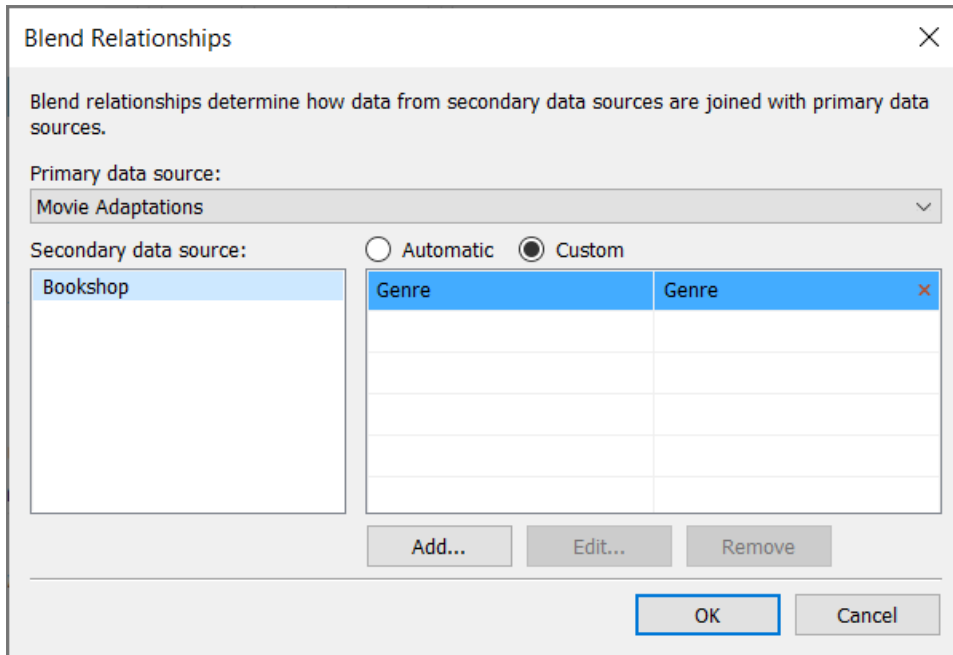 Blend Relationships
Blend relationships determine how data from secondary data sources are joined with primary data
sources.
Primary data source:
Movie Adaptations
Secondary data source:
Automatic
Custom
Bookshop
Genre
Genre
Add...
Edit...
Remove
OK
Cancel